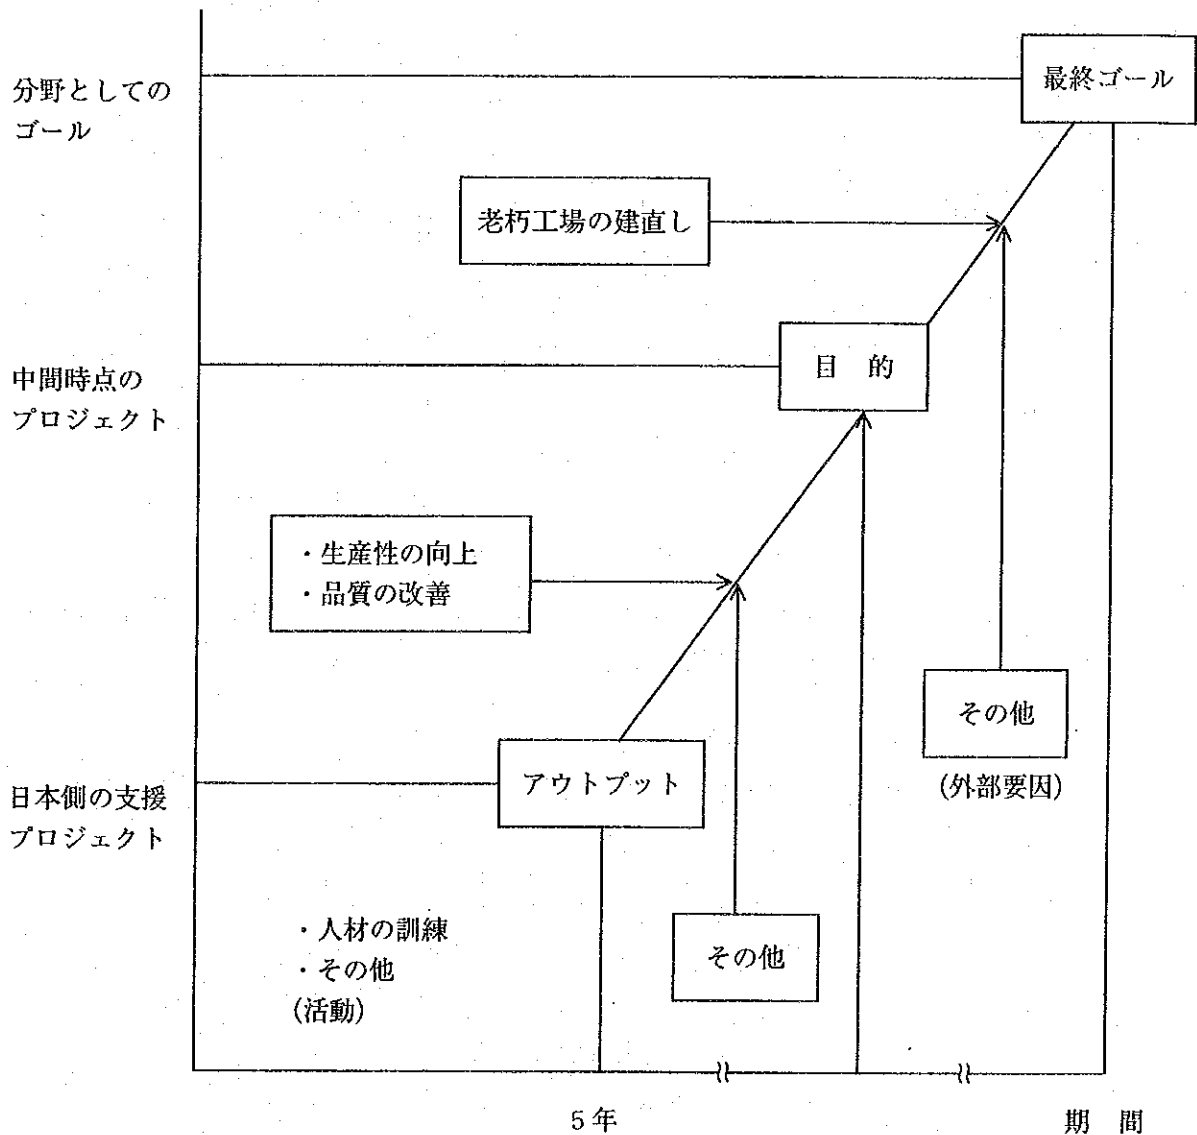 最終ゴール
分野としての
ゴール
老朽工場の建直し
目　的
中間時点の
プロジェクト
・生産性の向上
・品質の改善
その他
(外部要因)
アウトプット
日本側の支援
プロジェクト
・人材の訓練
・その他
(活動)
その他
5年
期　間